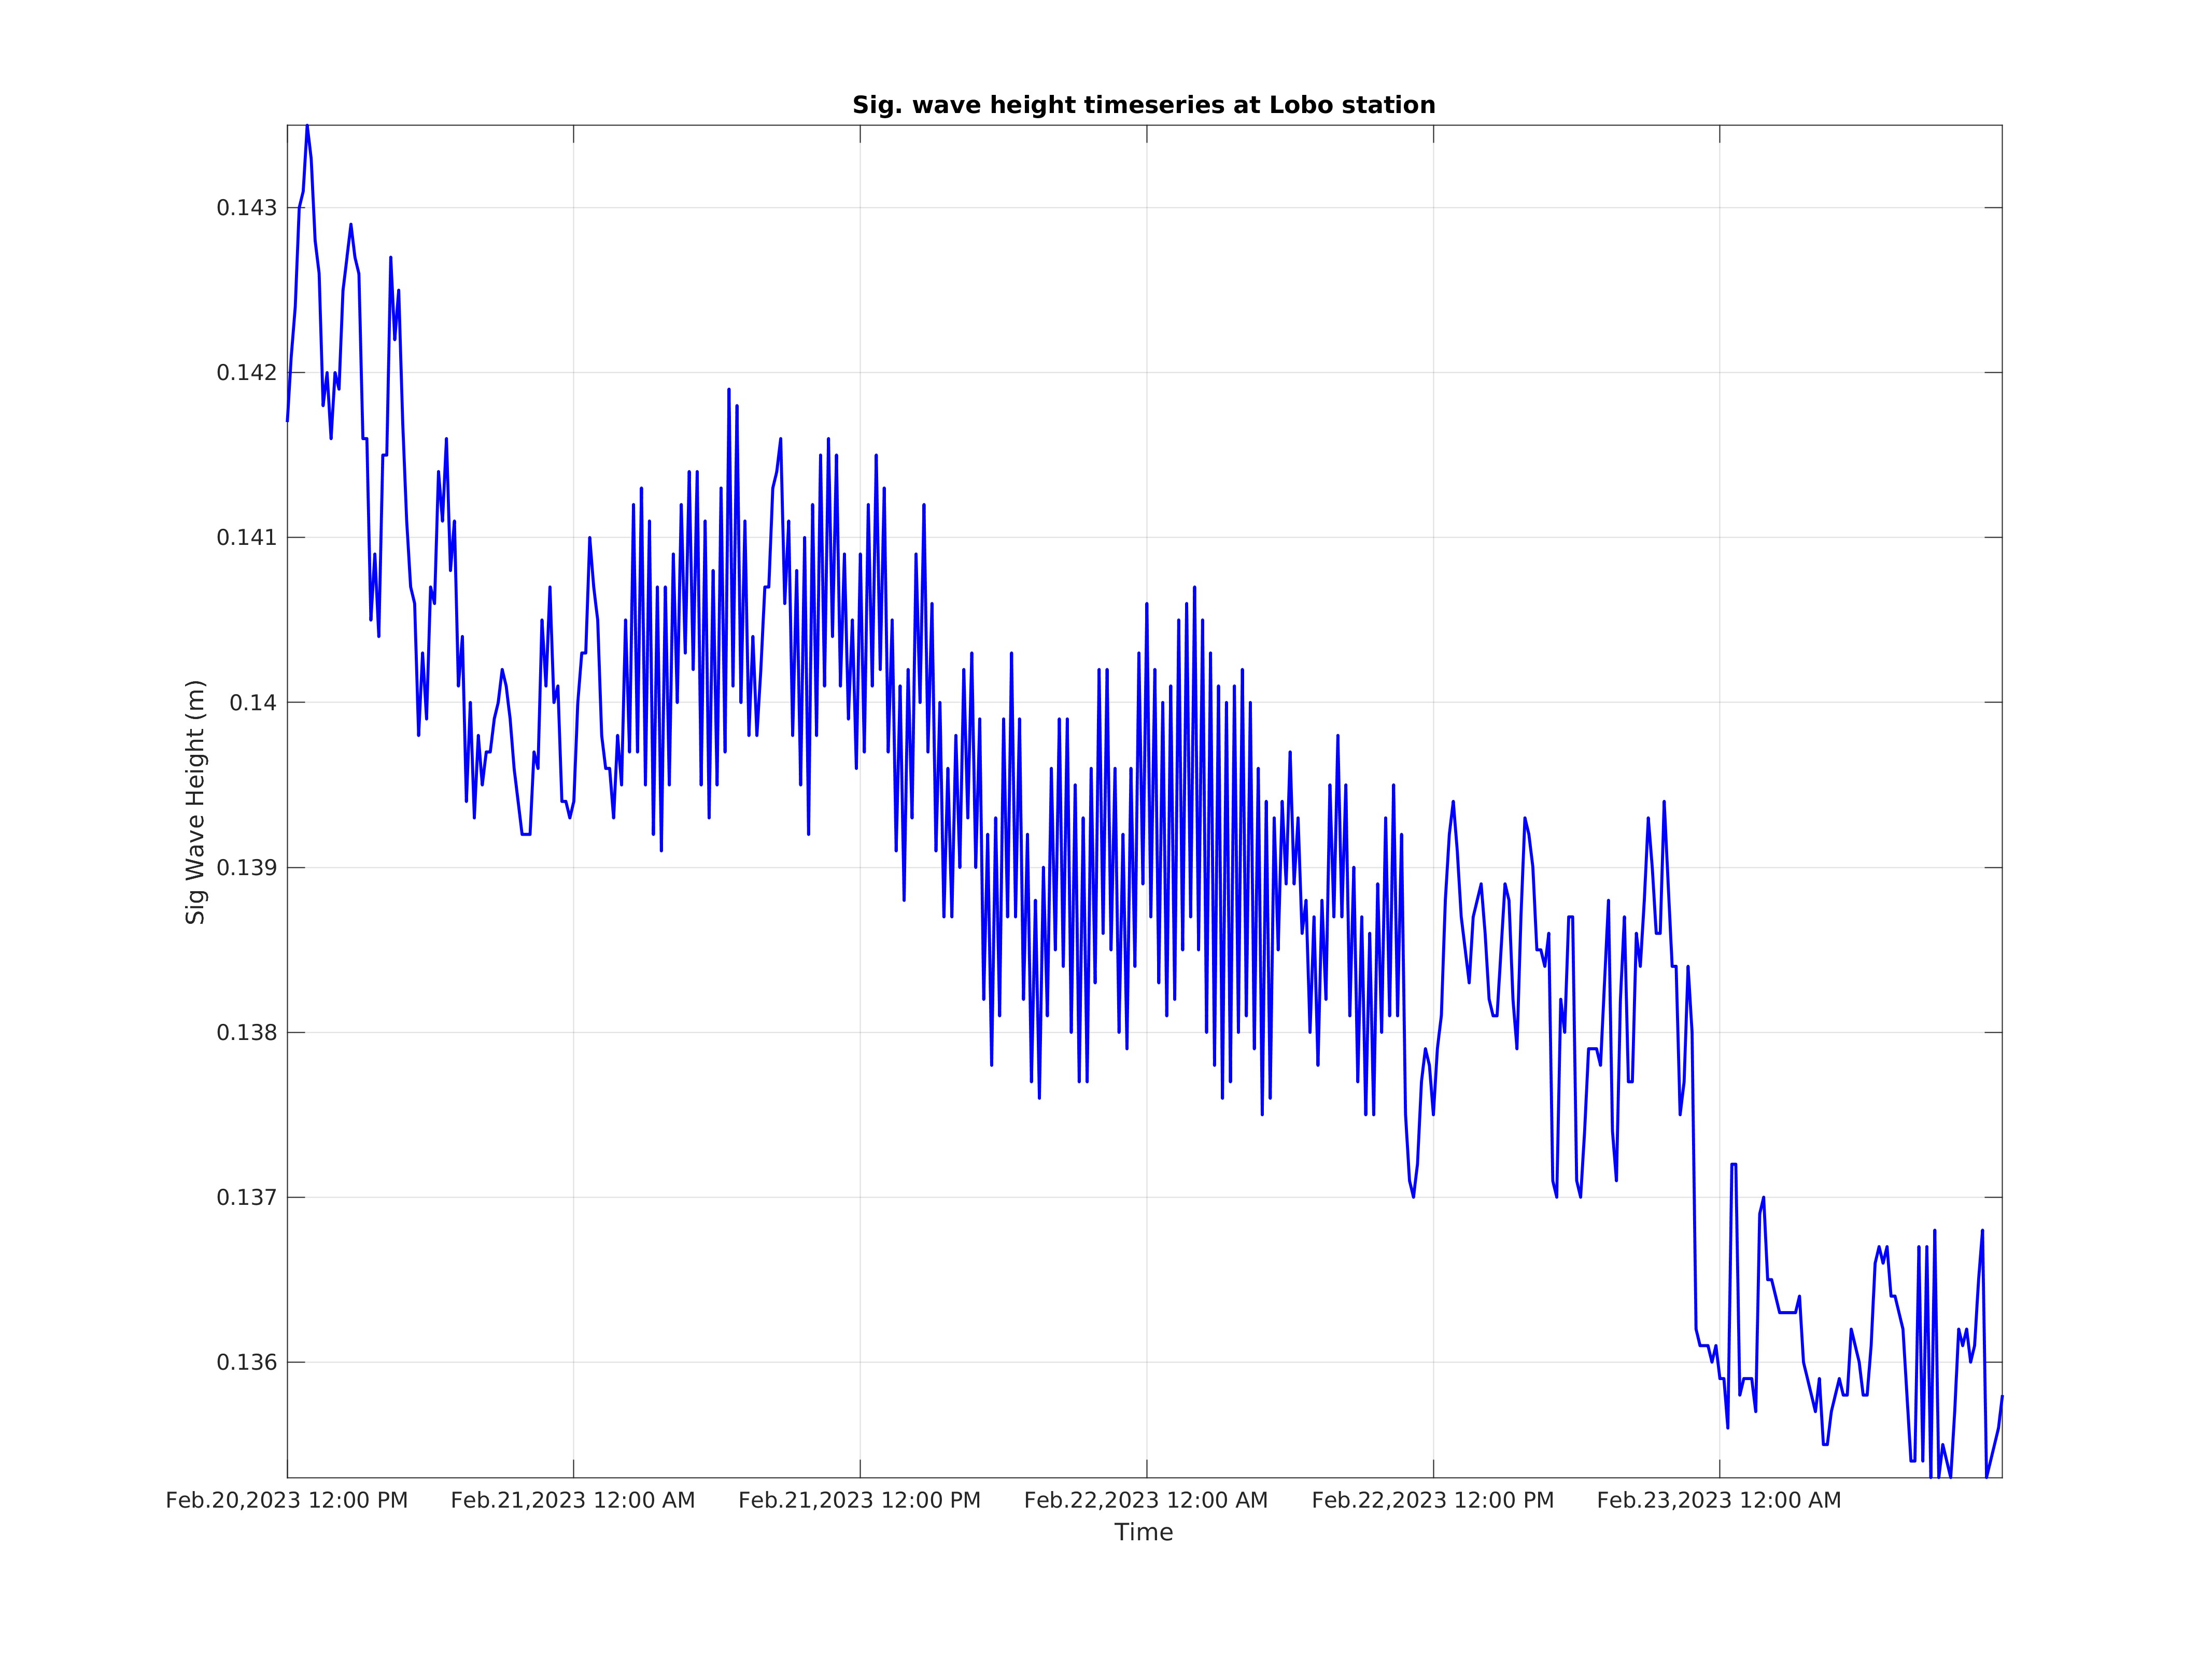 Sig. wave height timeseries at Lobo station
0.143
0.142
0.141
0.14
0.139
0.138
0.137
0.136
Sig Wave Height (m)
Feb.20,2023 12:00 PM Feb.21,2023 12:00 AM Feb.21,2023 12:00 PM Feb.22,2023 12:00 AM Feb.22,2023 12:00 PM Feb.23,2023 12:00 AM
Time